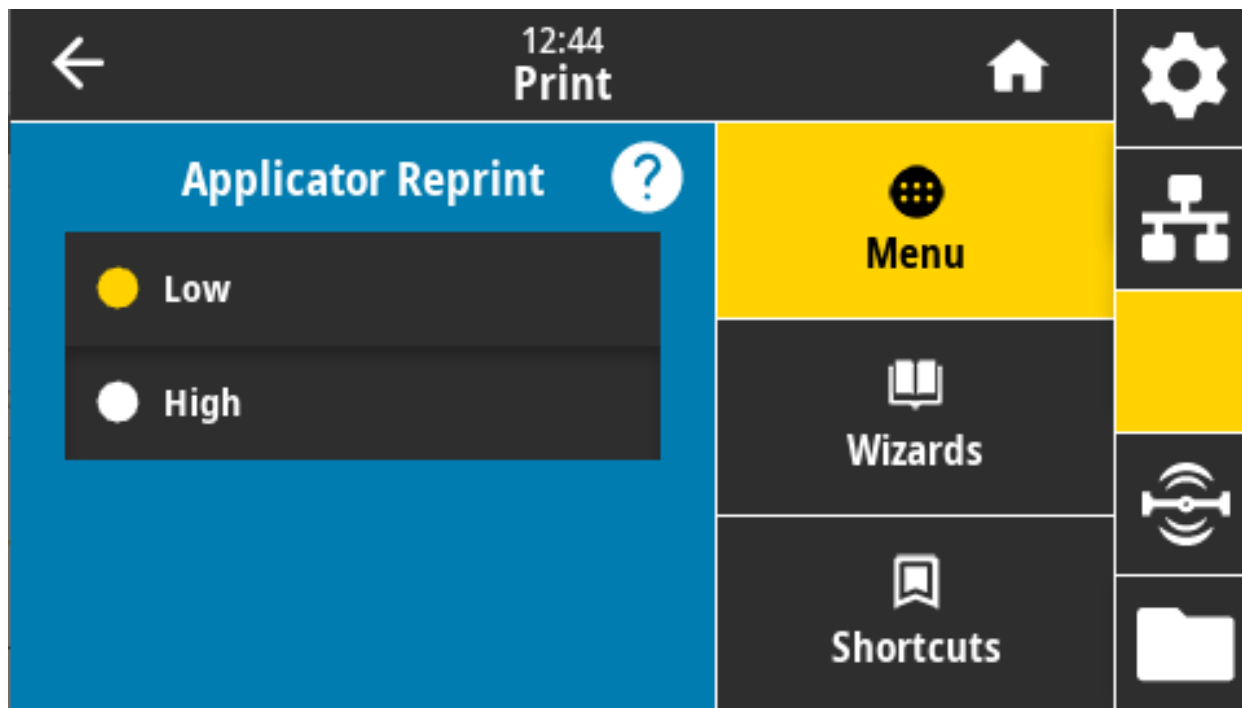 12:44
Print
Applicator Reprint ?
Low
High
Menu
Wizards
Shortcuts